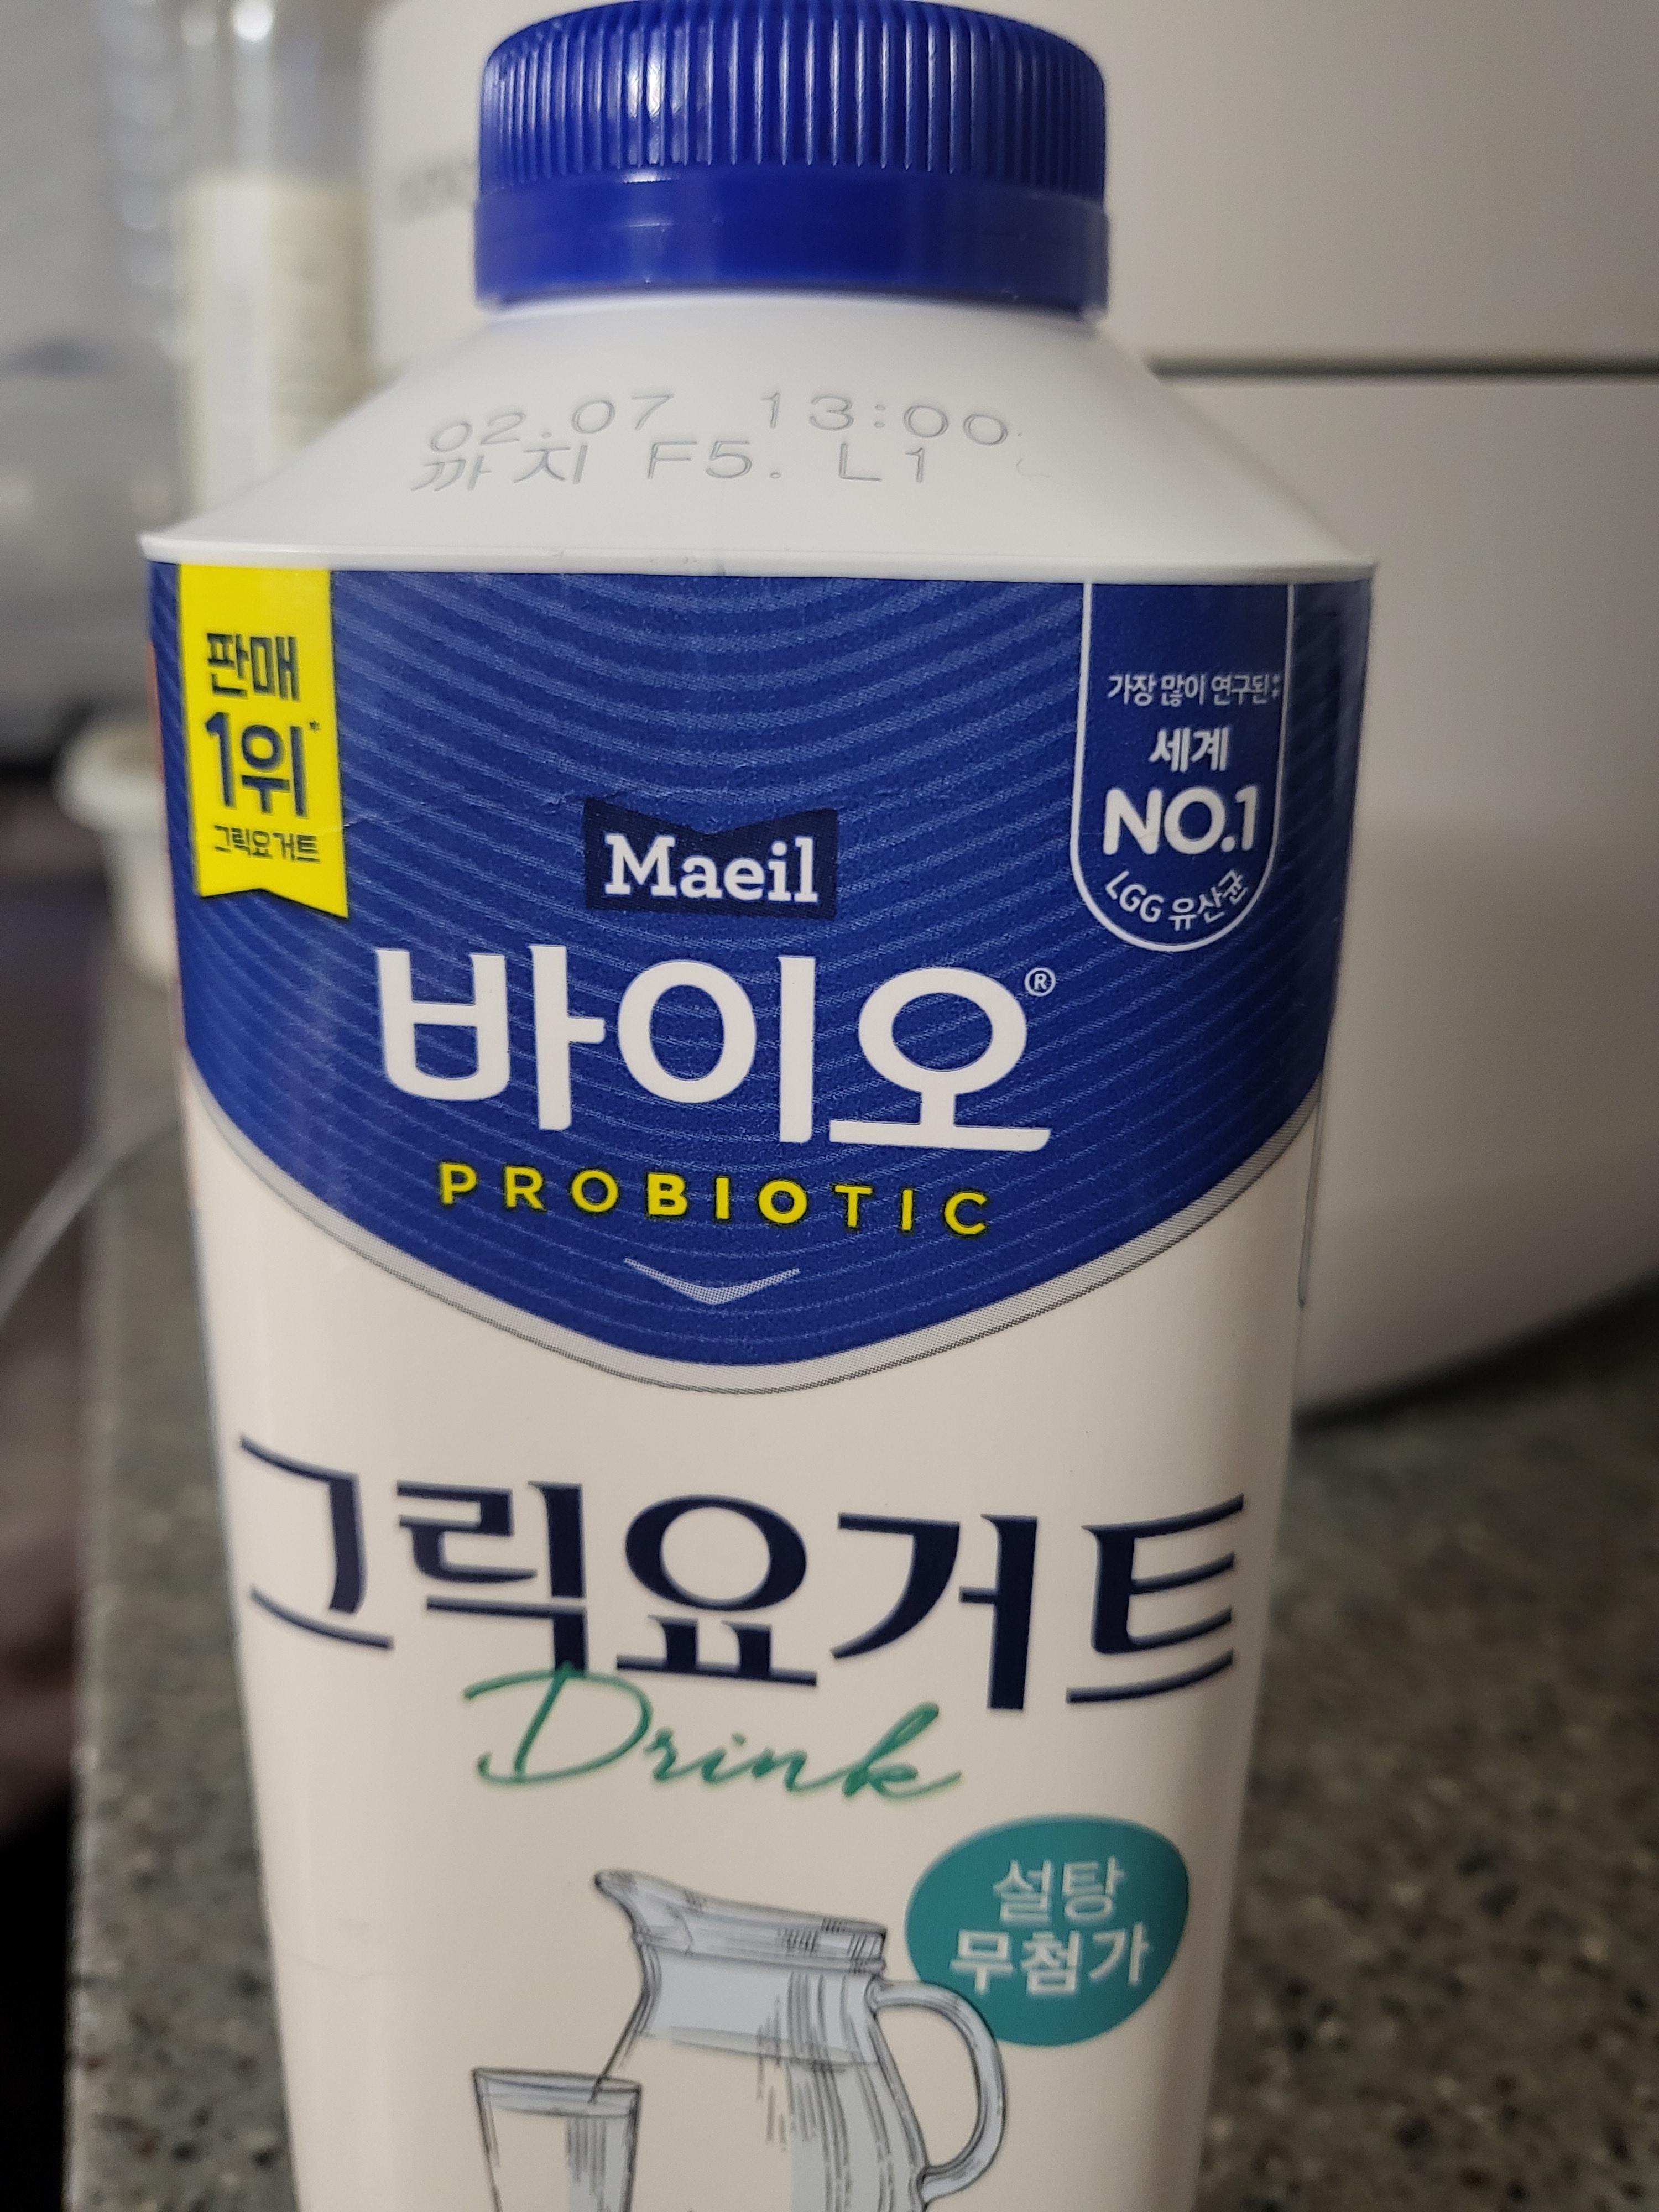 02.07 13:00
까지 F5. L1
판매
1위*
그릭요거트
가장 많이 연구된
세계
NO.1
LGG 유산균
Maeil
바이오®
PROBIOTIC
그릭요거트
Drink
설탕
무첨가